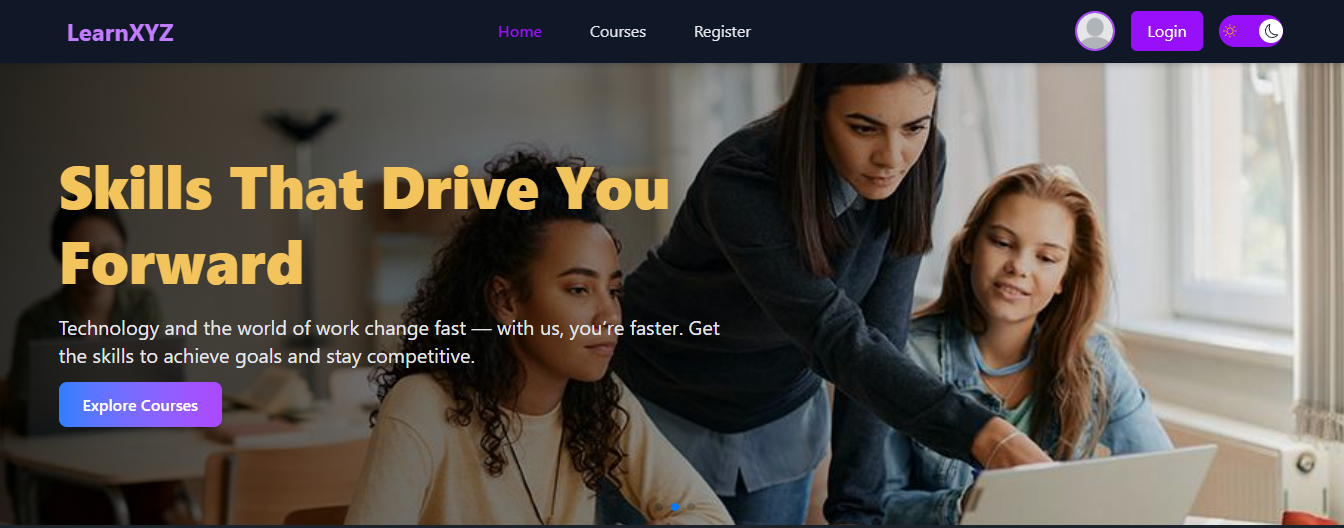 LearnXYZ
Home
Courses
Register
Login
Skills That Drive You
Forward
Technology and the world of work change fast — with us, you’re faster. Get
the skills to achieve goals and stay competitive.
Explore Courses